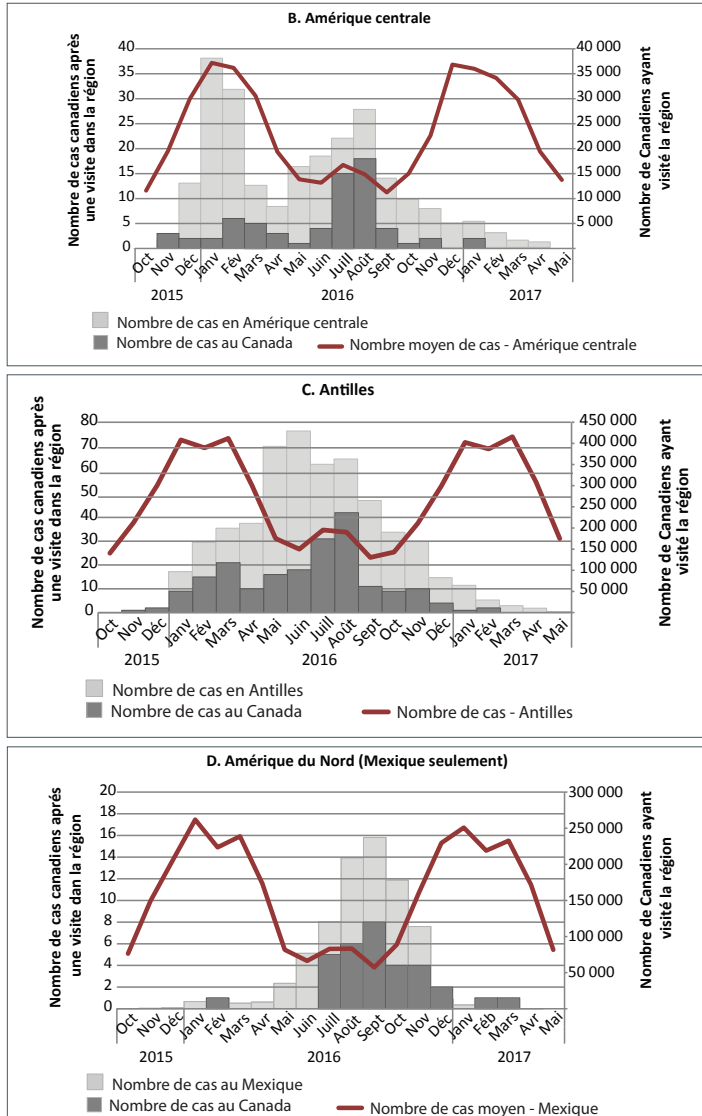 B. Amérique centrale
Nombre de cas canadiens après
une visite dans la région
40
35
30
25
20
15
10
5
0
40 000
35 000
30 000
25 000
20 000
15 000
10 000
5 000
Nombre de Canadiens ayant
visité la région
Oct Nov Déc Janv Fév Mars Avr Mai Juin Juill Août Sept Oct Nov Déc Janv Fév Mars Avr Mai
2015 2016 2017
Nombre de cas en Amérique centrale
Nombre de cas au Canada Nombre moyen de cas - Amérique centrale
C. Antilles
Nombre de cas canadiens après
une visite dans la région
80
70
60
50
40
30
20
10
0
450 000
400 000
350 000
300 000
250 000
200 000
150 000
100 000
50 000
Nombre de Canadiens ayant
visité la région
Oct Nov Déc Janv Fév Mars Avr Mai Juin Juill Août Sept Oct Nov Déc Janv Fév Mars Avr Mai
2015 2016 2017
Nombre de cas en Antilles
Nombre de cas au Canada Nombre de cas - Antilles
D. Amérique du Nord (Mexique seulement)
Nombre de cas canadiens après
une visite dan la région
20
18
16
14
12
10
8
6
4
2
0
300 000
250 000
200 000
150 000
100 000
50 000
Nombre de Canadiens ayant
visité la région
Oct Nov Déc Janv Fév Mars Avr Mai Juin Juill Août Sept Oct Nov Déc Janv Féb Mars Avr Mai
2015 2016 2017
Nombre de cas au Mexique
Nombre de cas au Canada Nombre de cas moyen - Mexique